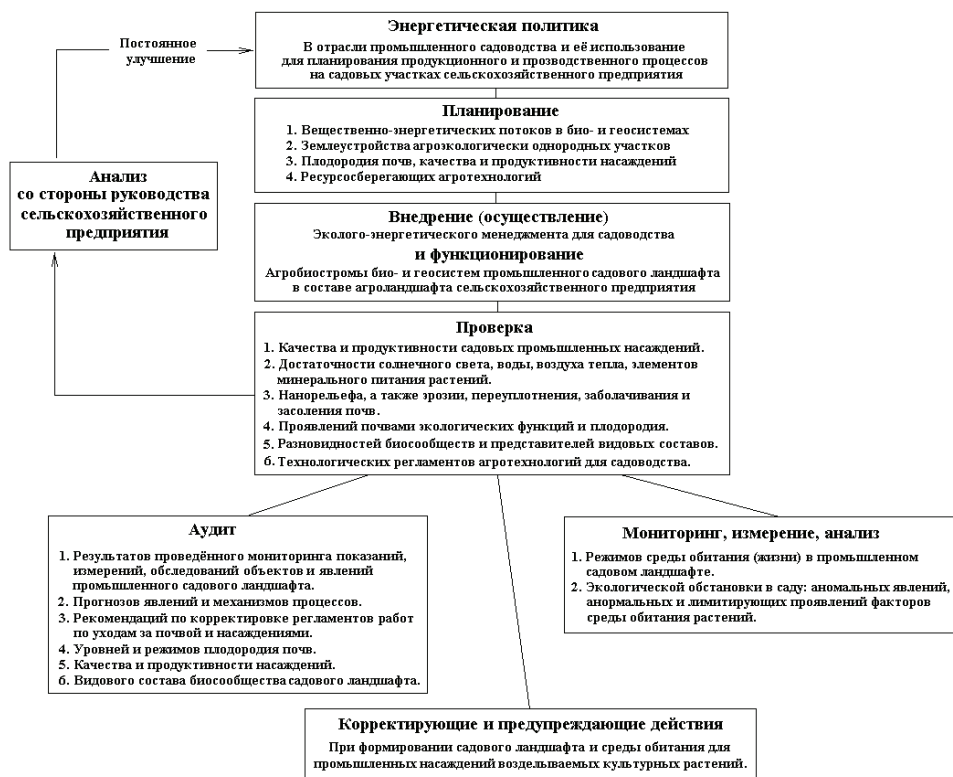 Энергетическая политика
В отрасли промышленного садоводства и её использование
для планирования продукционного и прозводственного процессов
на садовых участках сельскохозяйственного предприятия
Постоянное
улучшение
Планирование
1. Вещественно-энергетических потоков в био- и геосистемах
2. Землеустройства агроэкологически однородных участков
3. Плодородия почв, качества и продуктивности насаждений
4. Ресурсосберегающих агротехнологий
Анализ
со стороны руководства
сельскохозяйственного
предприятия
Внедрение (осуществление)
Эколого-энергетического менеджмента для садоводства
и функционирование
Агробиостромы био- и геосистем промышленного садового ландшафта
в составе агроландшафта сельскохозяйственного предприятия
Проверка
1. Качества и продуктивности садовых промышленных насаждений.
2. Достаточности солнечного света, воды, воздуха тепла, элементов
минерального питания растений.
3. Нанорельефа, а также эрозии, переуплотнения, заболачивания и
засоления почв.
4. Проявлений почвами экологических функций и плодородия.
5. Разновидностей биосообществ и представителей видовых составов.
6. Технологических регламентов агротехнологий для садоводства.
Аудит
1. Результатов проведённого мониторинга показаний,
измерений, обследований объектов и явлений
промышленного садового ландшафта.
2. Прогнозов явлений и механизмов процессов.
3. Рекомендаций по корректировке регламентов работ
по уходам за почвой и насаждениями.
4. Уровней и режимов плодородия почв.
5. Качества и продуктивности насаждений.
6. Видового состава биосообщества садового ландшафта.
Мониторинг, измерение, анализ
1. Режимов среды обитания (жизни) в промышленном
садовом ландшафте.
2. Экологической обстановки в саду: аномальных явлений,
анормальных и лимитирующих проявлений факторов
среды обитания растений.
Корректирующие и предупреждающие действия
При формировании садового ландшафта и среды обитания для
промышленных насаждений возделываемых культурных растений.